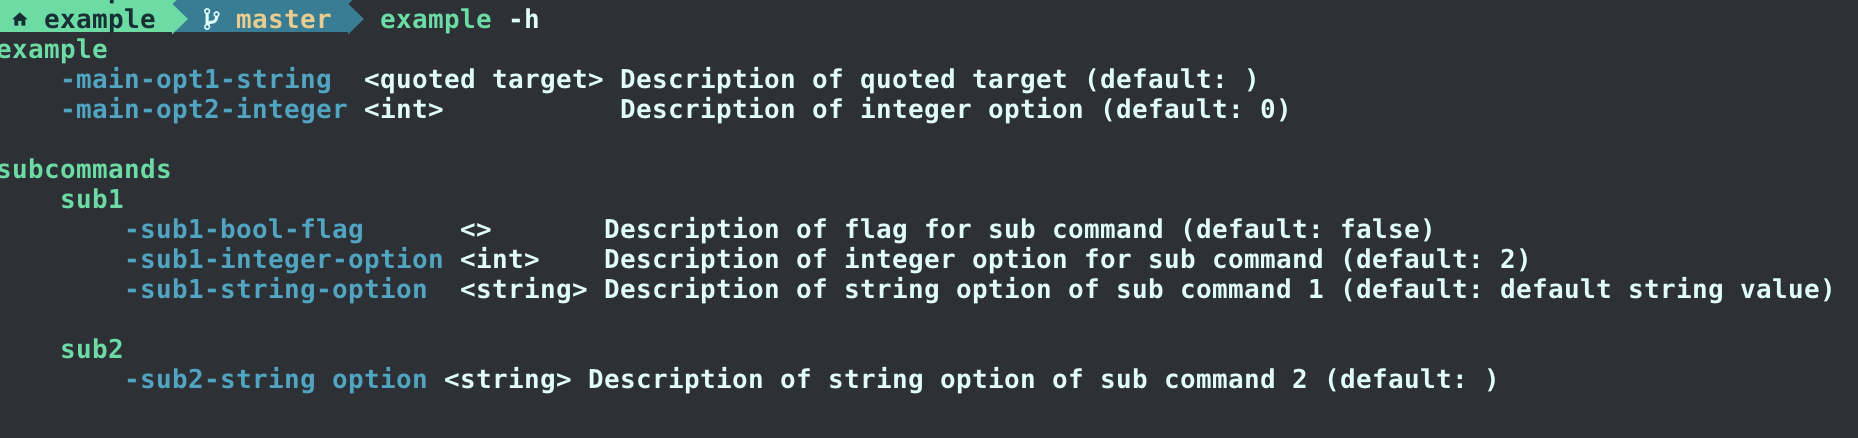 example master example -h
example
    -main-opt1-string  <quoted target> Description of quoted target (default: )
    -main-opt2-integer <int>           Description of integer option (default: 0)

subcommands
    sub1
        -sub1-bool-flag      <>       Description of flag for sub command (default: false)
        -sub1-integer-option <int>    Description of integer option for sub command (default: 2)
        -sub1-string-option  <string> Description of string option of sub command 1 (default: default string value)

    sub2
        -sub2-string option <string> Description of string option of sub command 2 (default: )